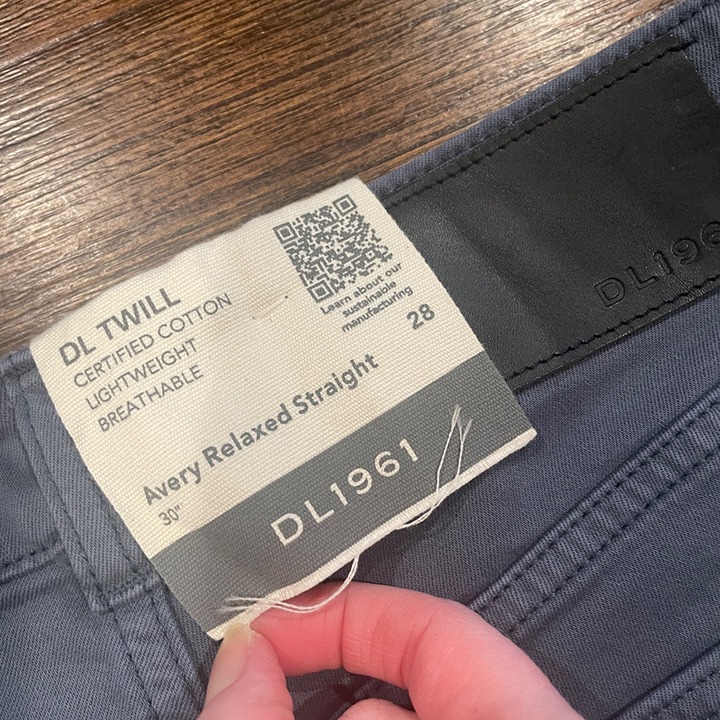 DL TWILL
CERTIFIED COTTON
LIGHTWEIGHT
BREATHABLE
Learn about our
sustainable
manufacturing
28
Avery Relaxed Straight
30"
DL1961
DL196